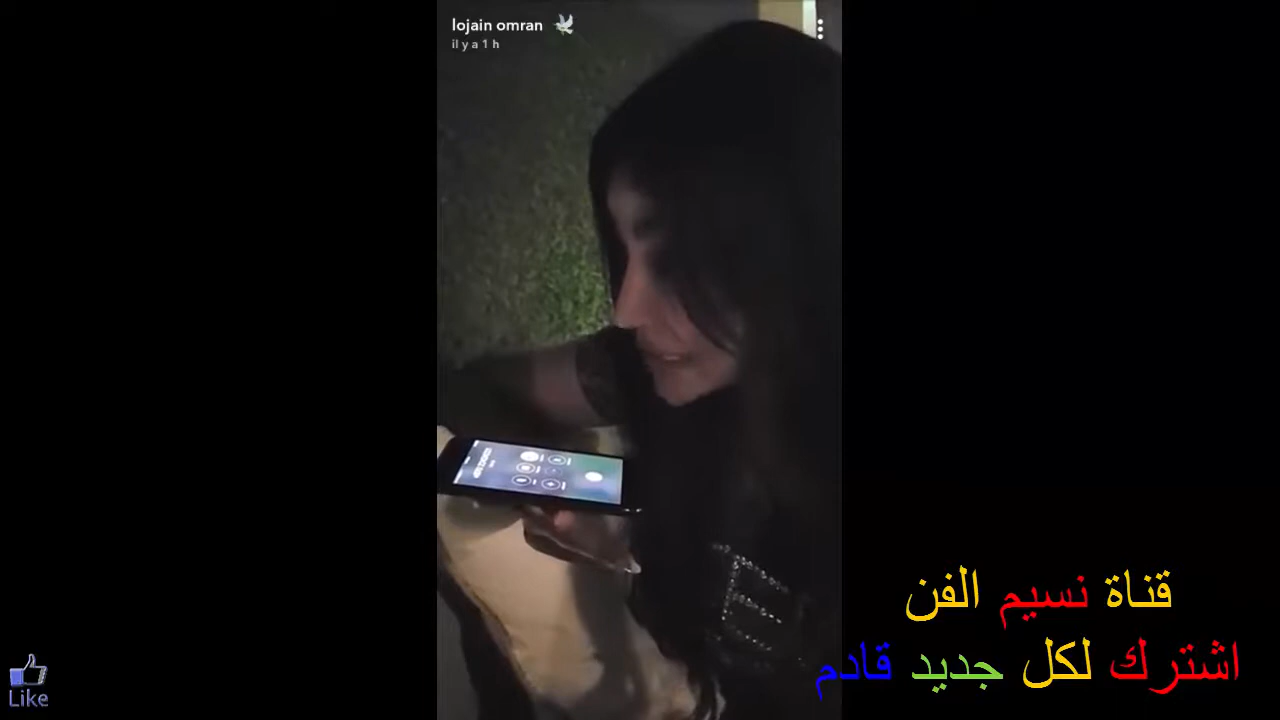 lojain omran 🕊
il y a 1 h
قناة نسيم الفن
اشترك لكل جديد قادم
Like